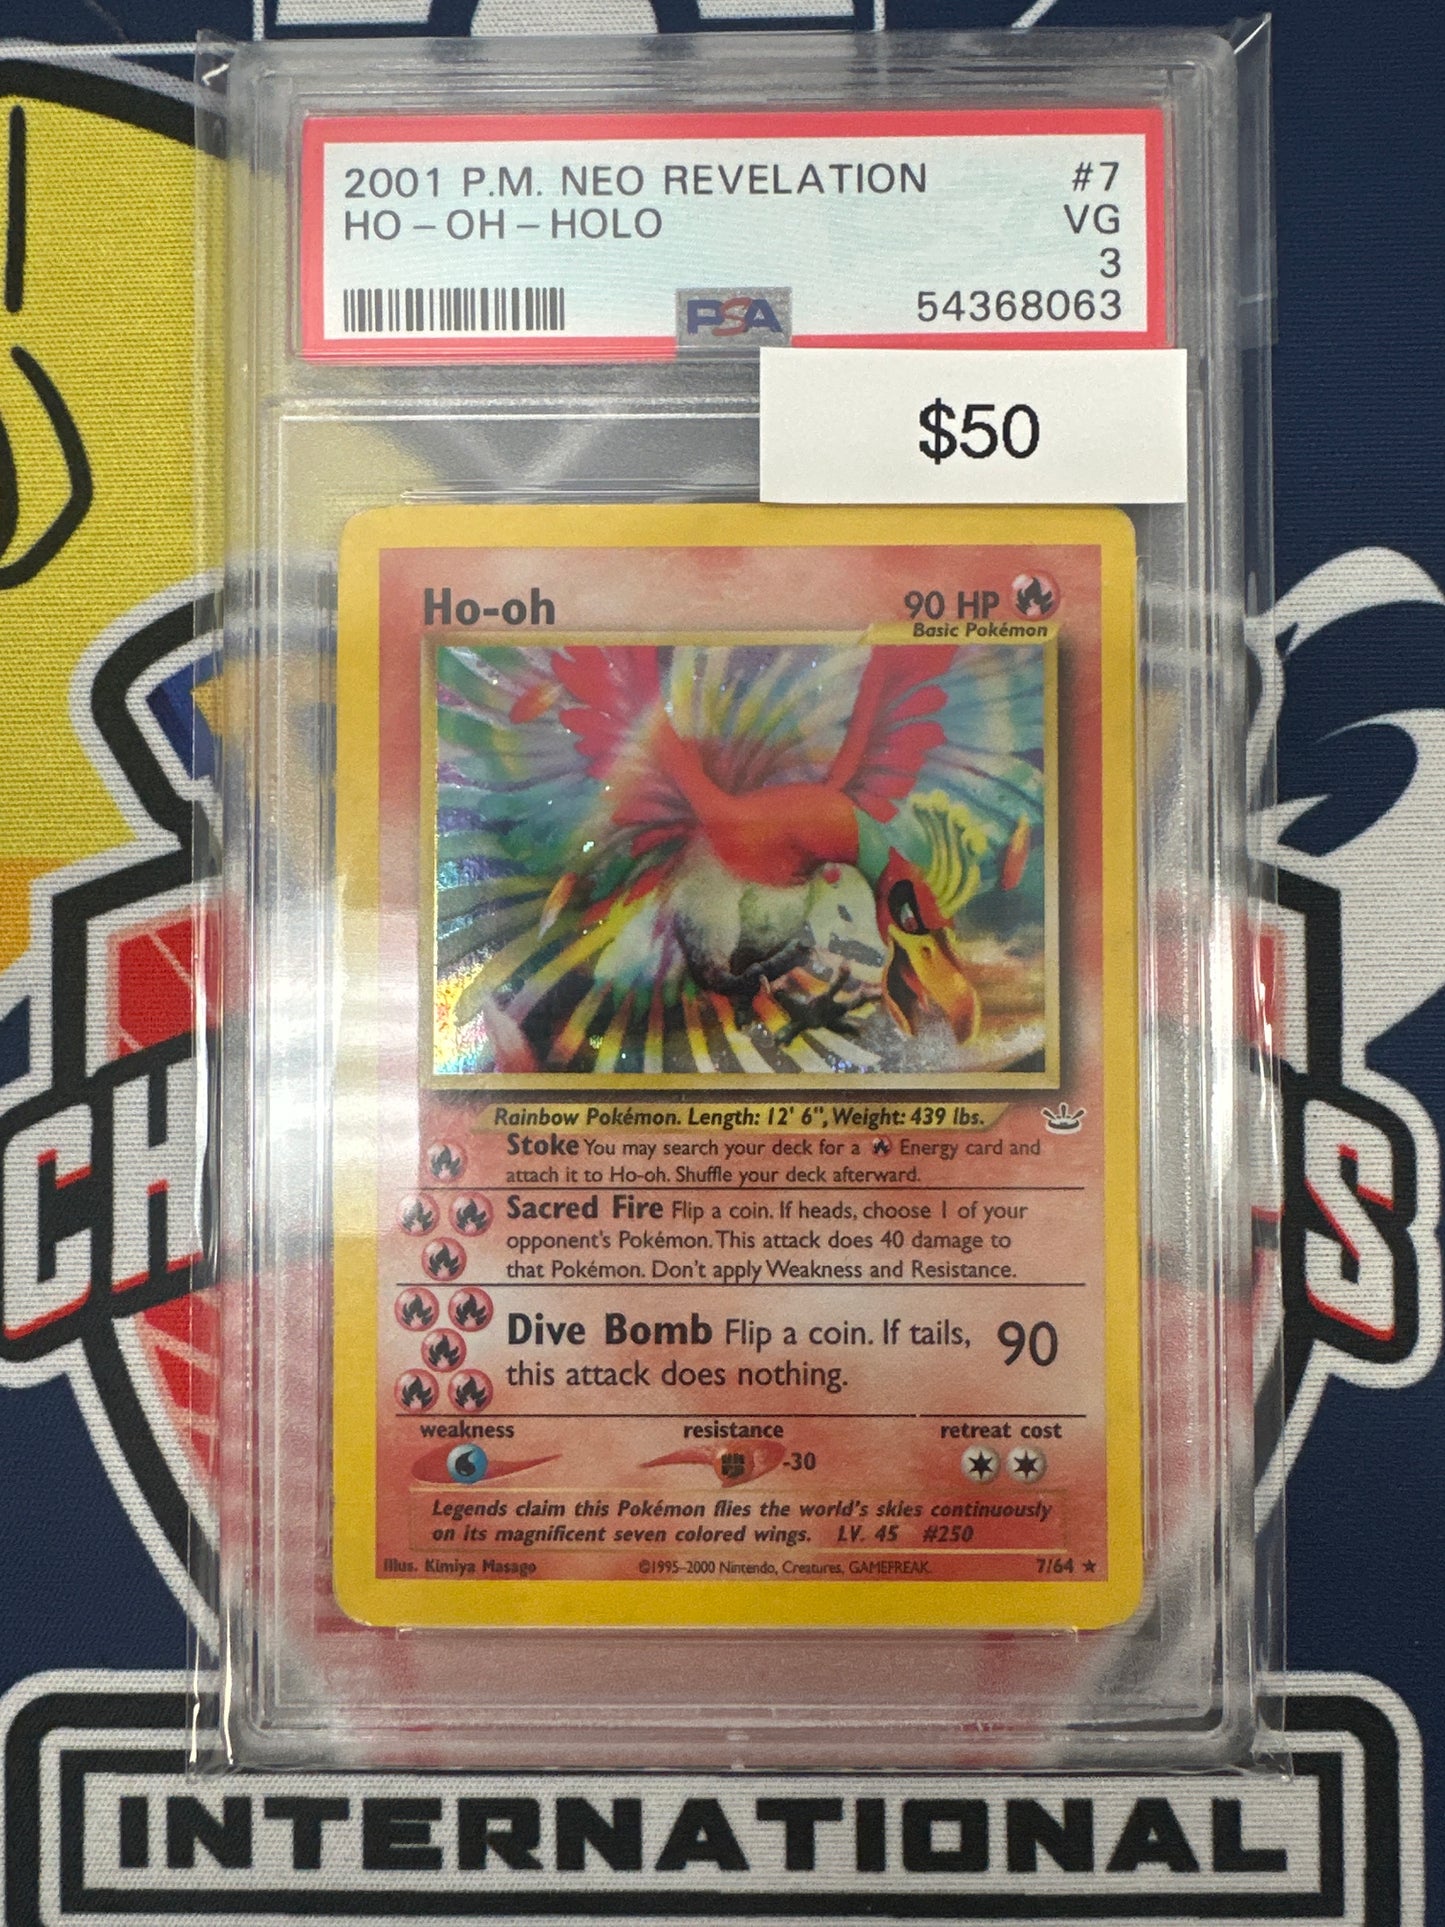 2001 P.M. NEO REVELATION #7
HO-OH-HOLO VG
3
PSA 54368063
$50
Ho-oh 90 HP
Basic Pokémon
Rainbow Pokémon. Length: 12' 6", Weight: 439 lbs.
Stoke You may search your deck for a Energy card and
attach it to Ho-oh. Shuffle your deck afterward.
Sacred Fire Flip a coin. If heads, choose 1 of your
opponent's Pokémon. This attack does 40 damage to
that Pokémon. Don't apply Weakness and Resistance.
Dive Bomb Flip a coin. If tails, 90
this attack does nothing.
weakness resistance retreat cost
-30
Legends claim this Pokémon flies the world's skies continuously
on its magnificent seven colored wings. LV. 45 #250
Illus. Kimiya Masago ©1995-2000 Nintendo, Creatures, GAMEFREAK. 7/64 ★
INTERNATIONAL